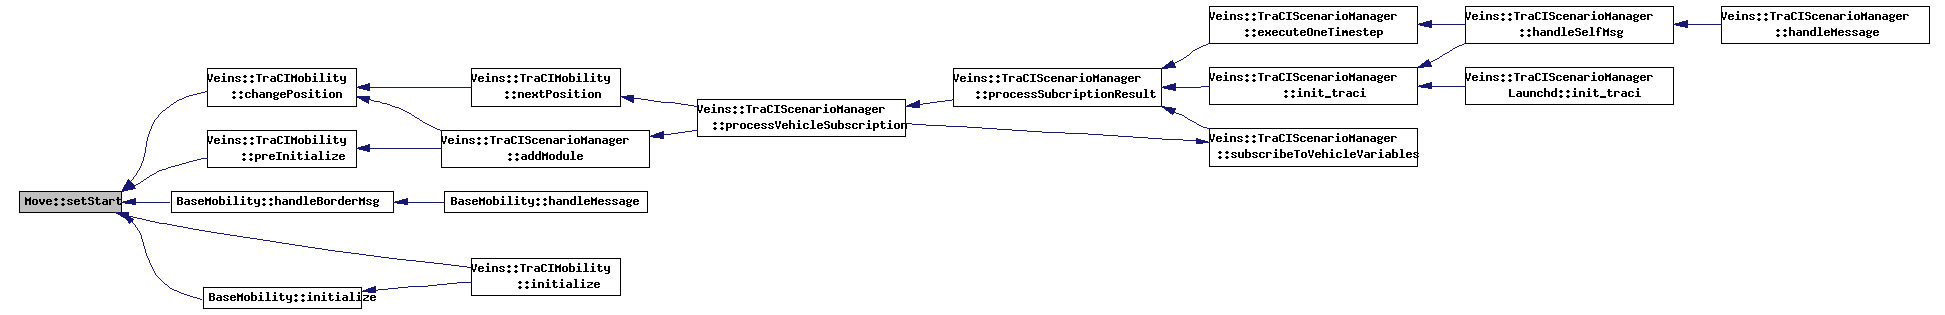 Move::setStart
Veins::TraCIMobility
::changePosition
Veins::TraCIMobility
::preInitialize
BaseMobility::handleBorderMsg
BaseMobility::initialize
Veins::TraCIMobility
::nextPosition
Veins::TraCIScenarioManager
::addModule
BaseMobility::handleMessage
Veins::TraCIMobility
::initialize
Veins::TraCIScenarioManager
::processVehicleSubscription
Veins::TraCIScenarioManager
::processSubcriptionResult
Veins::TraCIScenarioManager
::executeOneTimestep
Veins::TraCIScenarioManager
::init_traci
Veins::TraCIScenarioManager
::subscribeToVehicleVariables
Veins::TraCIScenarioManager
::handleSelfMsg
Veins::TraCIScenarioManager
Launchd::init_traci
Veins::TraCIScenarioManager
::handleMessage